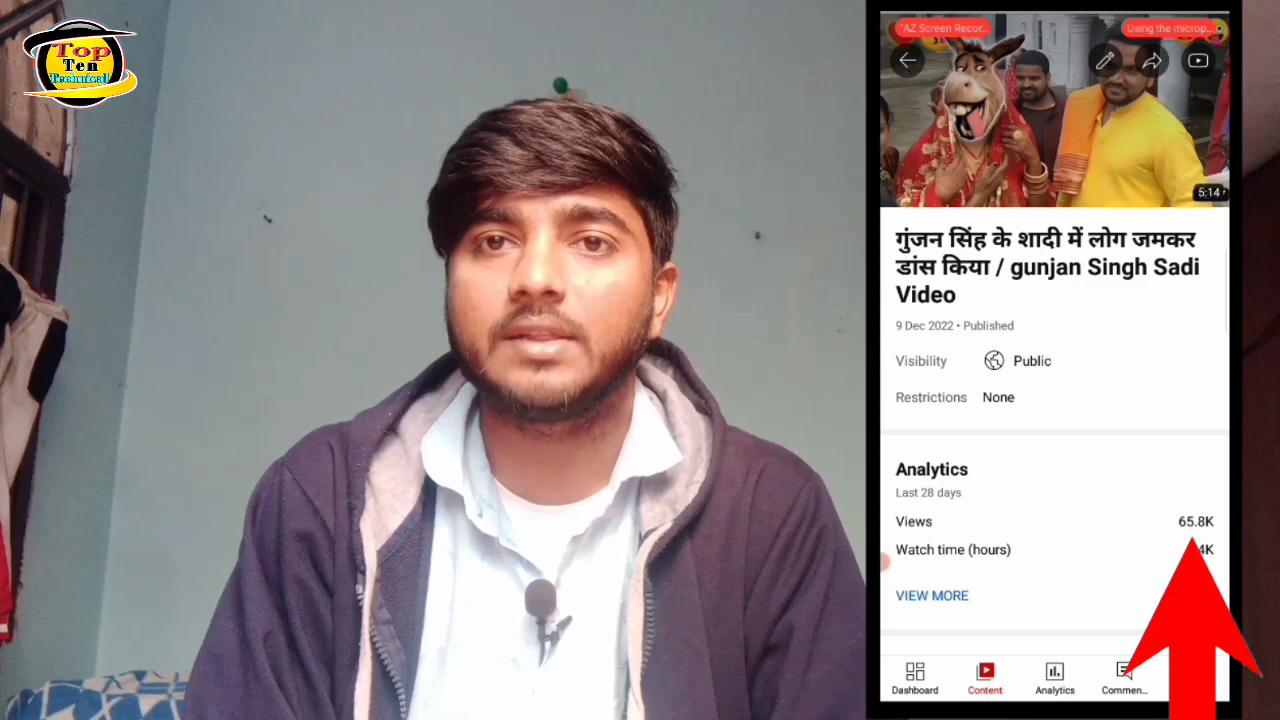 Top
Ten
Technical
"AZ Screen Recor...
Using the microp...
5:14
गुंजन सिंह के शादी में लोग जमकर
डांस किया / gunjan Singh Sadi
Video
9 Dec 2022 • Published
Visibility Public
Restrictions None
Analytics
Last 28 days
Views 65.8K
Watch time (hours) 4K
VIEW MORE
Dashboard Content Analytics Commen...